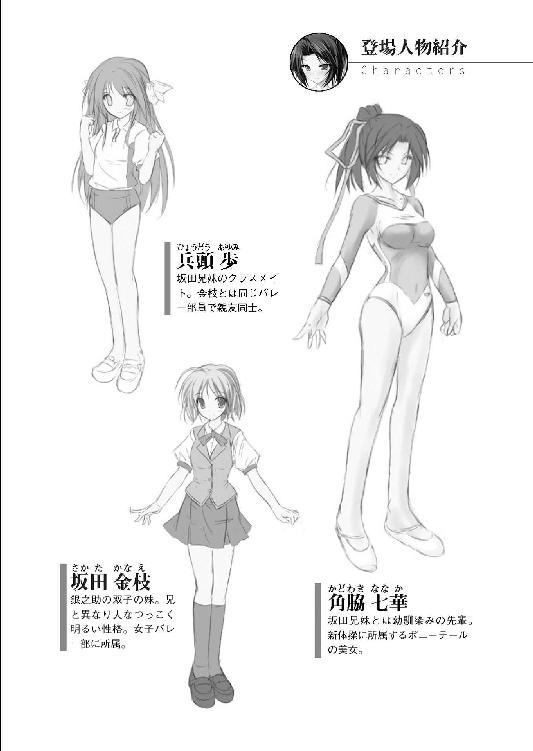 登場人物紹介
Characters
ひょうどう あゆみ
兵頭 歩
坂田兄妹のクラスメイ
ト。金枝とは同じバレ
ー部員で親友同士。
さか た かな え
坂田 金枝
銀之助の双子の妹。兄
と異なり人なつっこく
明るい性格。女子バレ
ー部に所属。
かどわき なな か
角脇 七華
坂田兄妹とは幼馴染みの先輩。
新体操に所属するポニーテール
の美女。